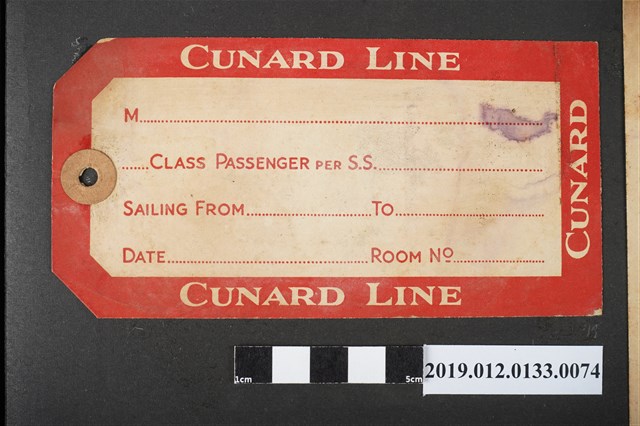 CUNARD LINE
M
CLASS PASSENGER PER S.S.
SAILING FROM TO
DATE ROOM Nº
CUNARD LINE
CUNARD
1cm 5cm
2019.012.0133.0074